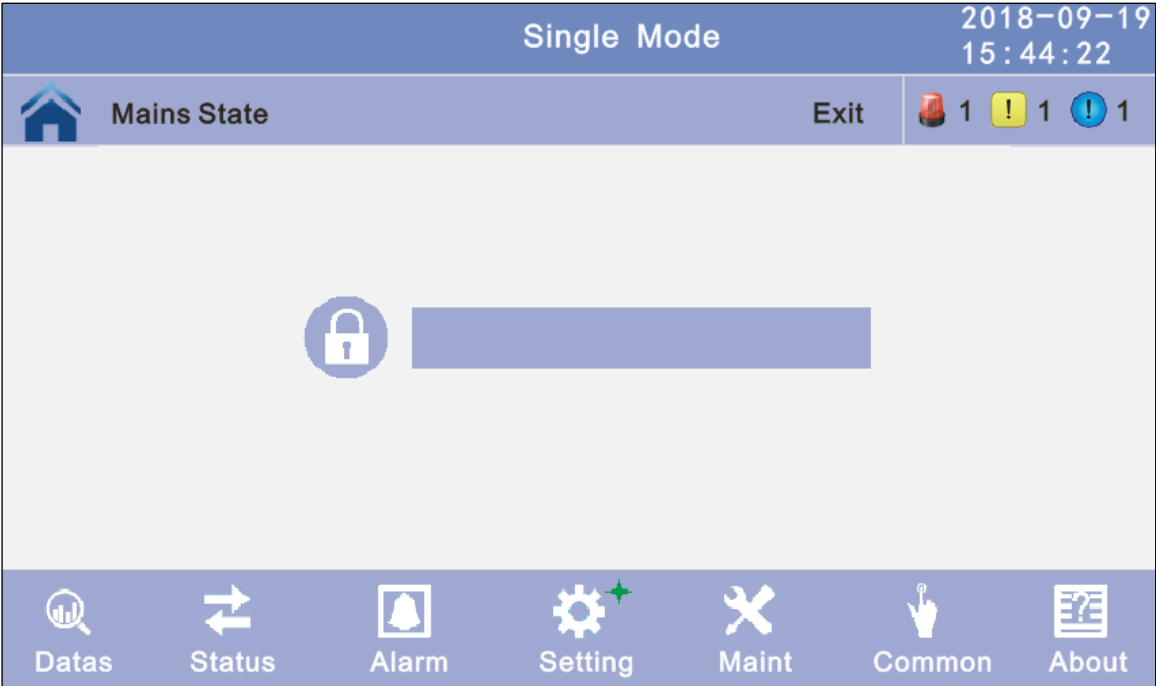 Single Mode
2018-09-19
15:44:22
Mains State
Exit
1 ! 1 ! 1
Datas
Status
Alarm
Setting
Maint
Common
? About